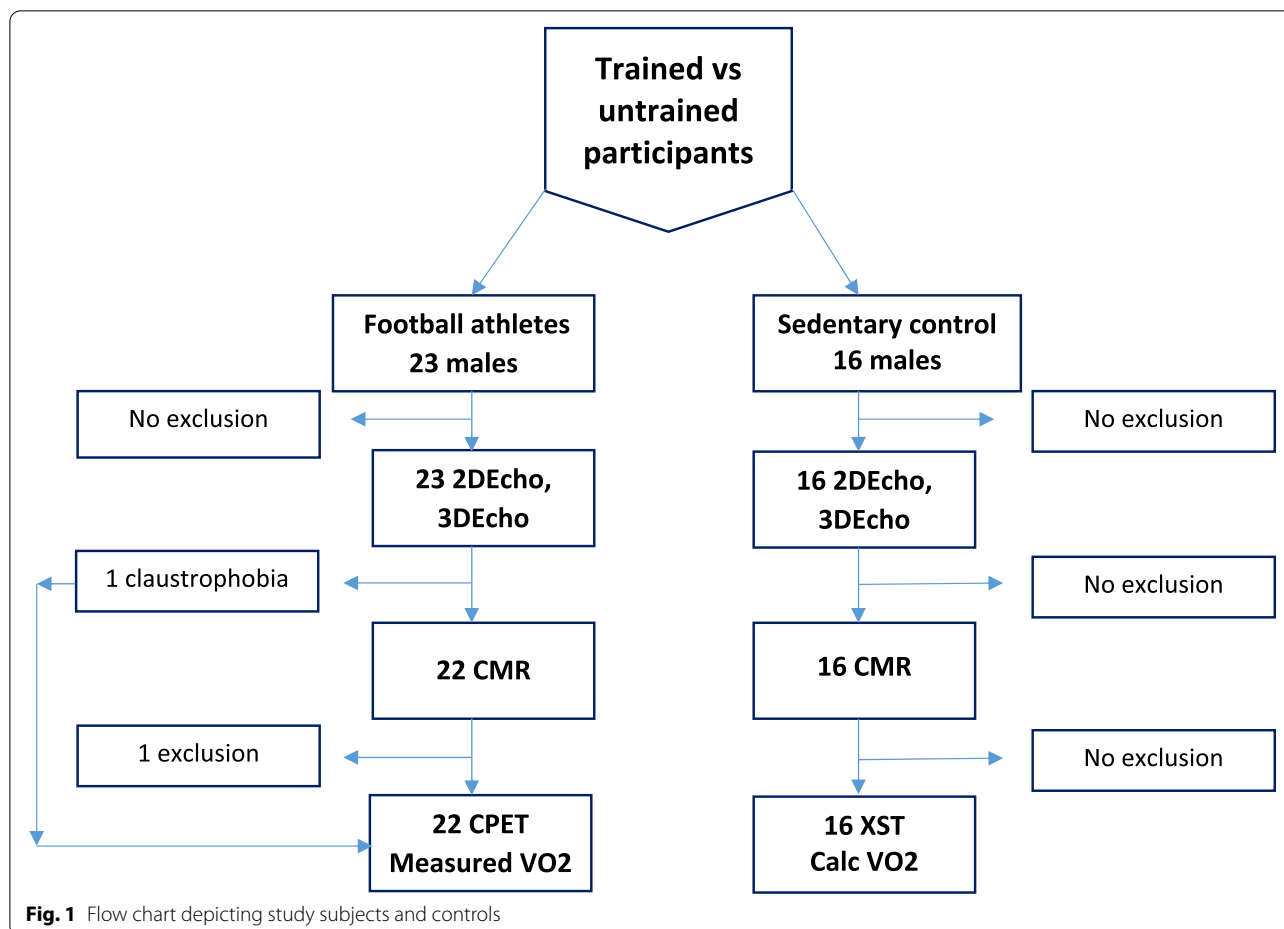 Trained vs
untrained
participants
Football athletes
23 males
Sedentary control
16 males
No exclusion
No exclusion
23 2DEcho,
3DEcho
16 2DEcho,
3DEcho
1 claustrophobia
No exclusion
22 CMR
16 CMR
1 exclusion
No exclusion
22 CPET
Measured VO2
16 XST
Calc VO2
Fig. 1 Flow chart depicting study subjects and controls